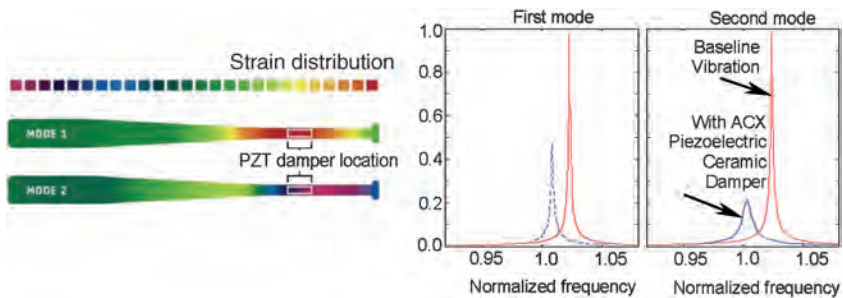 Strain distribution
MODE 1
PZT damper location
MODE 2
First mode
Second mode
1.0
0.8
0.6
0.4
0.2
0.0
Baseline
Vibration
With ACX
Piezoelectric
Ceramic
Damper
0.95
1.0
1.05
0.95
1.0
1.05
Normalized frequency
Normalized frequency